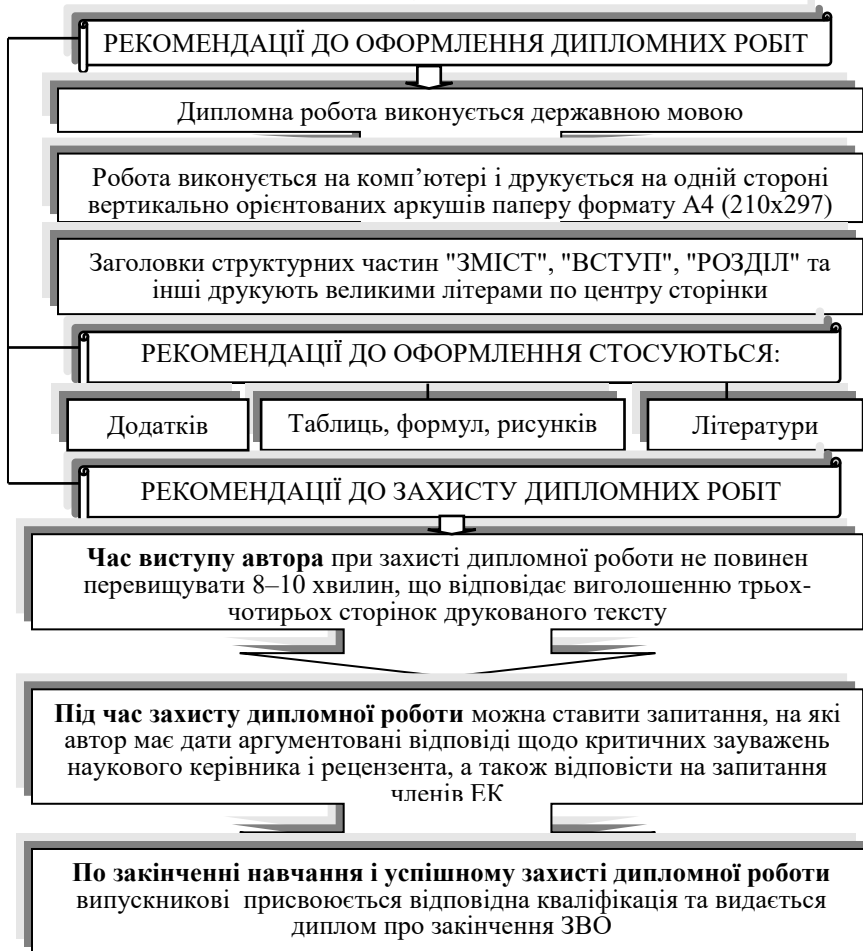 РЕКОМЕНДАЦІЇ ДО ОФОРМЛЕННЯ ДИПЛОМНИХ РОБІТ
Дипломна робота виконується державною мовою
Робота виконується на комп’ютері і друкується на одній стороні
вертикально орієнтованих аркушів паперу формату А4 (210х297)
Заголовки структурних частин "ЗМІСТ", "ВСТУП", "РОЗДІЛ" та
інші друкують великими літерами по центру сторінки
РЕКОМЕНДАЦІЇ ДО ОФОРМЛЕННЯ СТОСУЮТЬСЯ:
Додатків
Таблиць, формул, рисунків
Літератури
РЕКОМЕНДАЦІЇ ДО ЗАХИСТУ ДИПЛОМНИХ РОБІТ
Час виступу автора при захисті дипломної роботи не повинен
перевищувати 8–10 хвилин, що відповідає виголошенню трьох-
чотирьох сторінок друкованого тексту
Під час захисту дипломної роботи можна ставити запитання, на які
автор має дати аргументовані відповіді щодо критичних зауважень
наукового керівника і рецензента, а також відповісти на запитання
членів ЕК
По закінченні навчання і успішному захисті дипломної роботи
випускникові присвоюється відповідна кваліфікація та видається
диплом про закінчення ЗВО